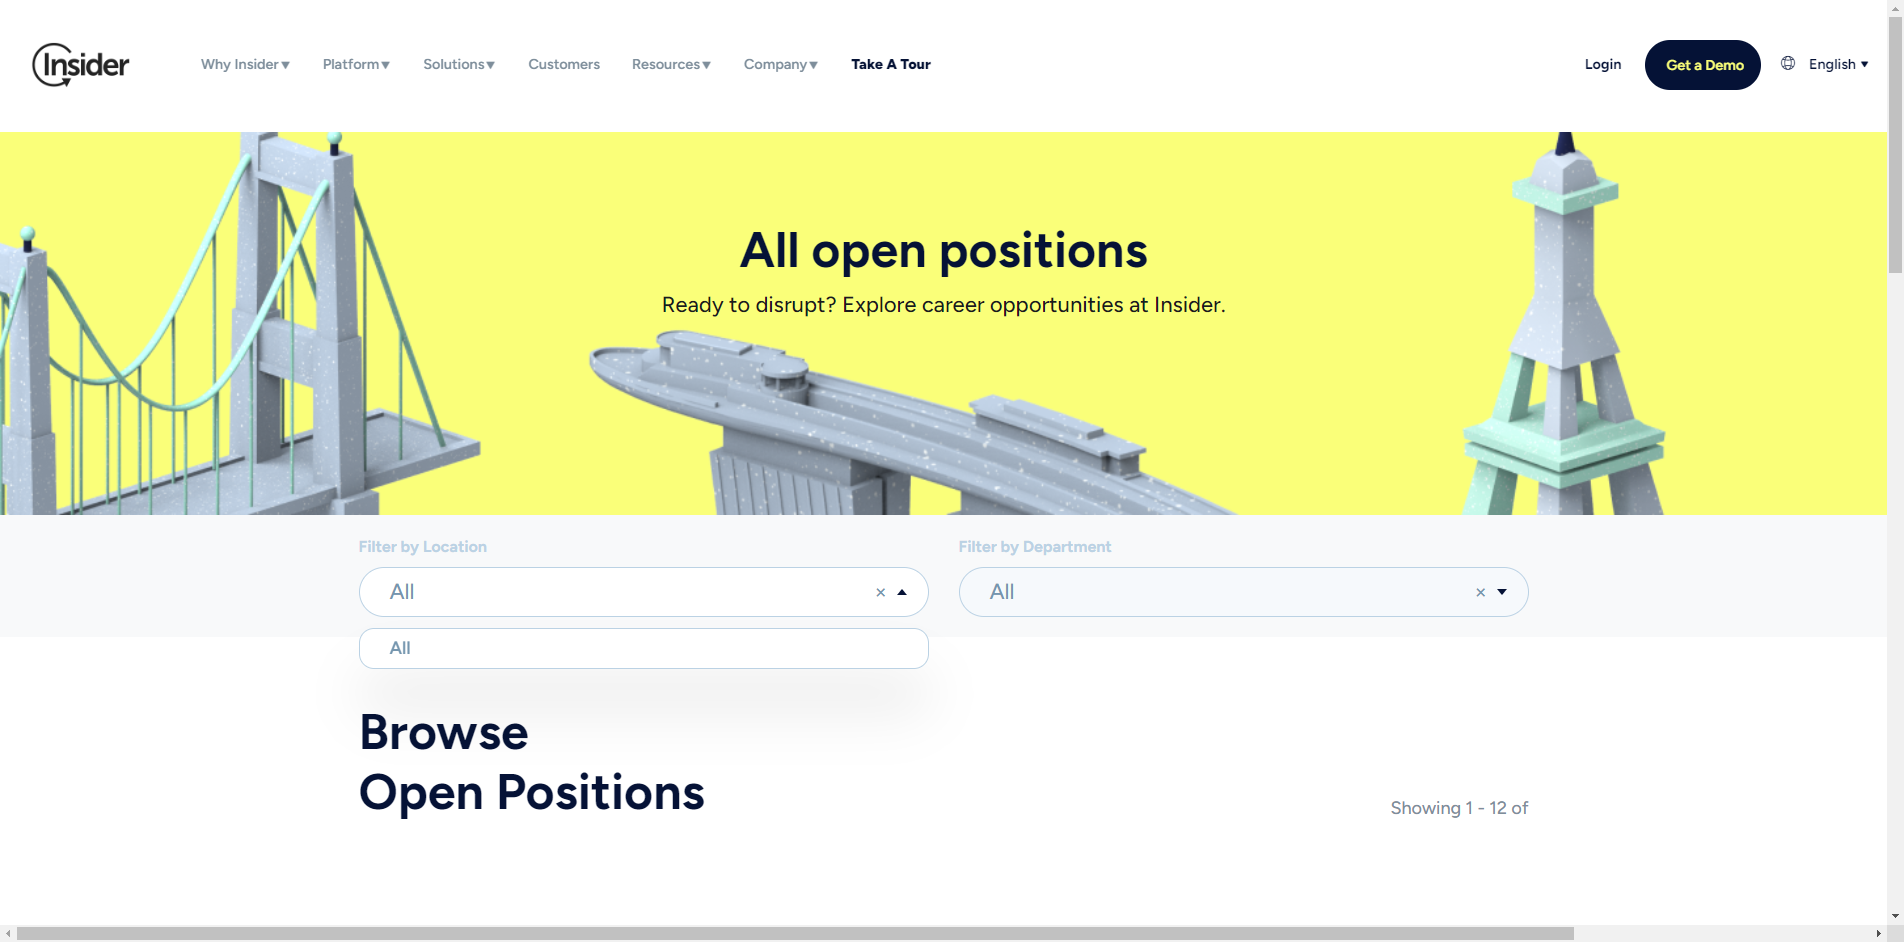 Insider
Why Insider▼ Platform▼ Solutions▼ Customers Resources▼ Company▼ Take A Tour
Login Get a Demo English ▼
All open positions
Ready to disrupt? Explore career opportunities at Insider.
Filter by Location Filter by Department
All × ▲ All × ▼
All
Browse
Open Positions
Showing 1 - 12 of